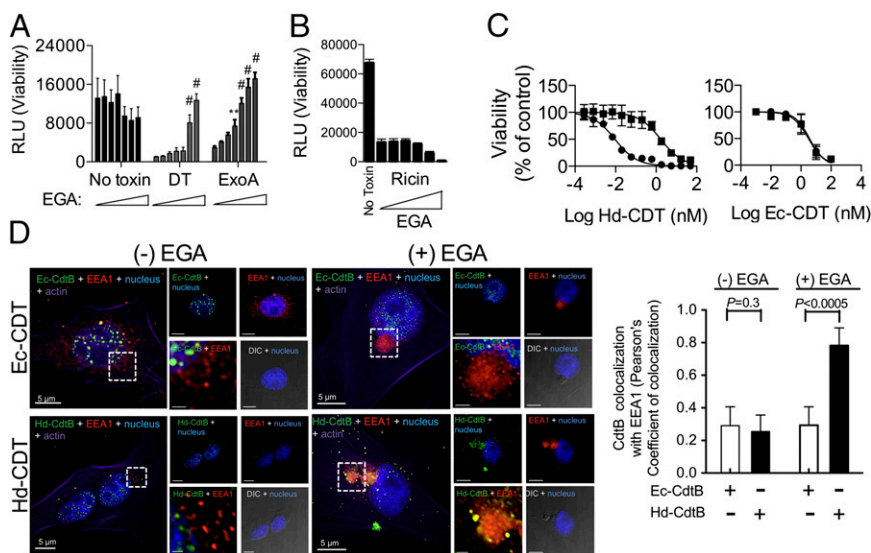 A
RLU (Viability)
24000
16000
8000
0
**
#
#
#
#
#
No toxin DT ExoA
EGA:
B
RLU (Viability)
80000
60000
40000
20000
0
No Toxin
Ricin
EGA
C
Viability
(% of control)
150
100
50
0
-4 -2 0 2
Log Hd-CDT (nM)
150
100
50
0
-4 -2 0 2 4
Log Ec-CDT (nM)
D
(-) EGA
(+) EGA
Ec-CDT
Ec-CdtB + EEA1 + nucleus
+ actin
5 µm
Ec-CdtB +
nucleus
EEA1 + nucleus
Ec-CdtB + EEA1
DIC + nucleus
Ec-CdtB + EEA1 + nucleus
+ actin
5 µm
Ec-CdtB +
nucleus
EEA1 + nucleus
Ec-CdtB + EEA1
DIC + nucleus
Hd-CDT
Hd-CdtB + EEA1 + nucleus
+ actin
5 µm
Hd-CdtB +
nucleus
EEA1 + nucleus
Hd-CdtB + EEA1
DIC + nucleus
Hd-CdtB + EEA1 + nucleus
+ actin
5 µm
Hd-CdtB +
nucleus
EEA1 + nucleus
Hd-CdtB + EEA1
DIC + nucleus
CdtB colocalization
with EEA1 (Pearson's
Coefficient of colocalization)
(-) EGA (+) EGA
P=0.3 P<0.0005
1.0
0.8
0.6
0.4
0.2
0.0
Ec-CdtB + - + -
Hd-CdtB - + - +